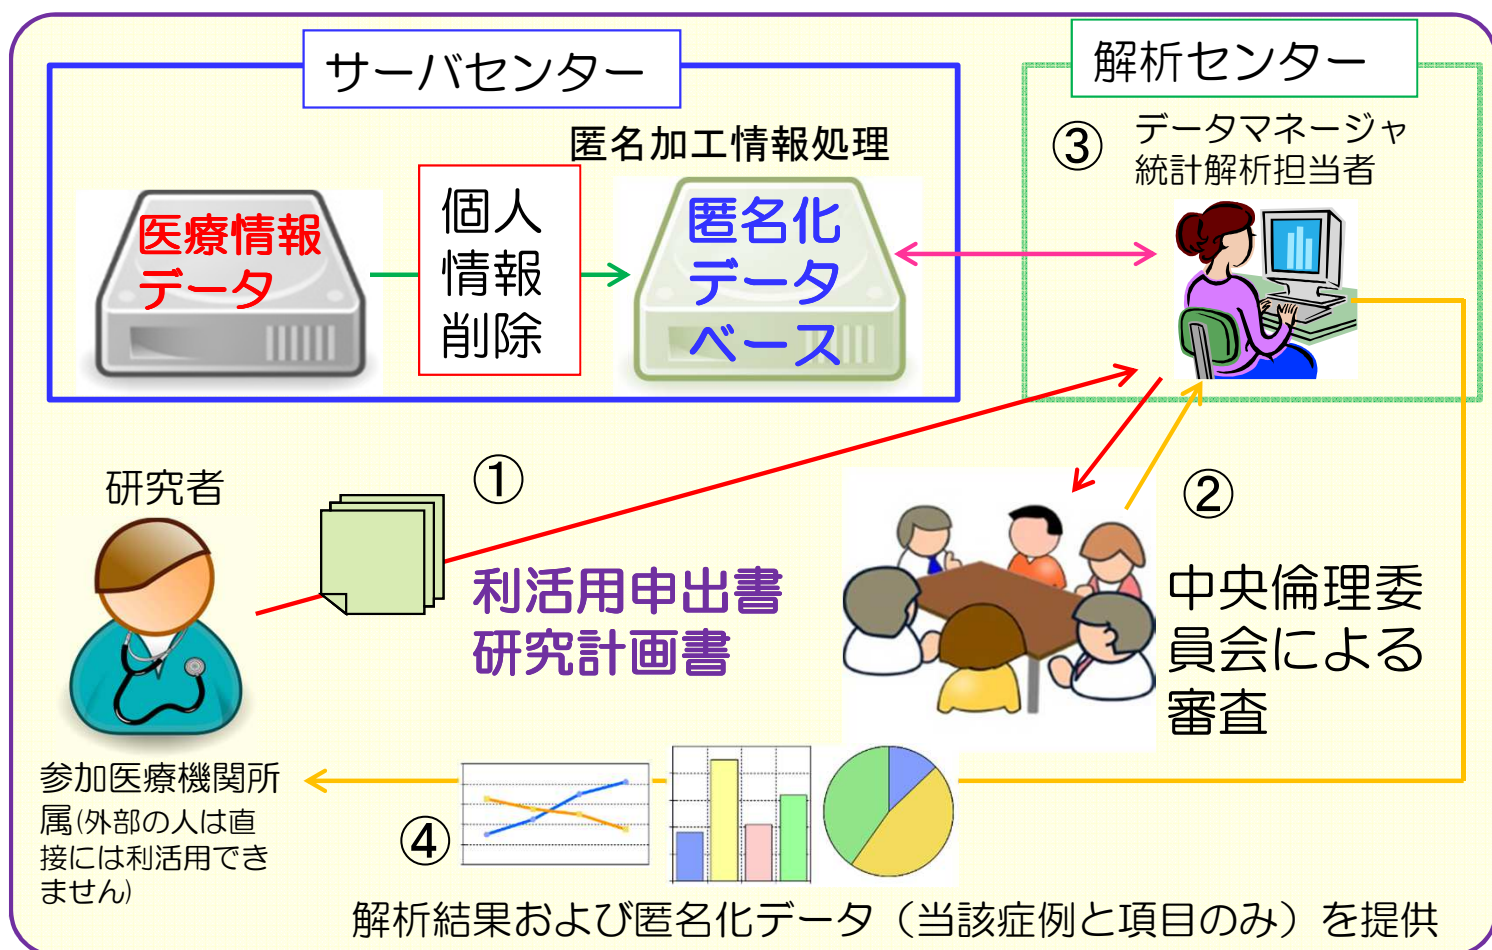 サーバセンター
解析センター
匿名加工情報処理
③
データマネージャ
統計解析担当者
医療情報
データ
個人
情報
削除
匿名化
データ
ベース
研究者
①
利活用申出書
研究計画書
②
中央倫理委
員会による
審査
参加医療機関所
属(外部の人は直
接には利活用でき
ません)
④
解析結果および匿名化データ（当該症例と項目のみ）を提供